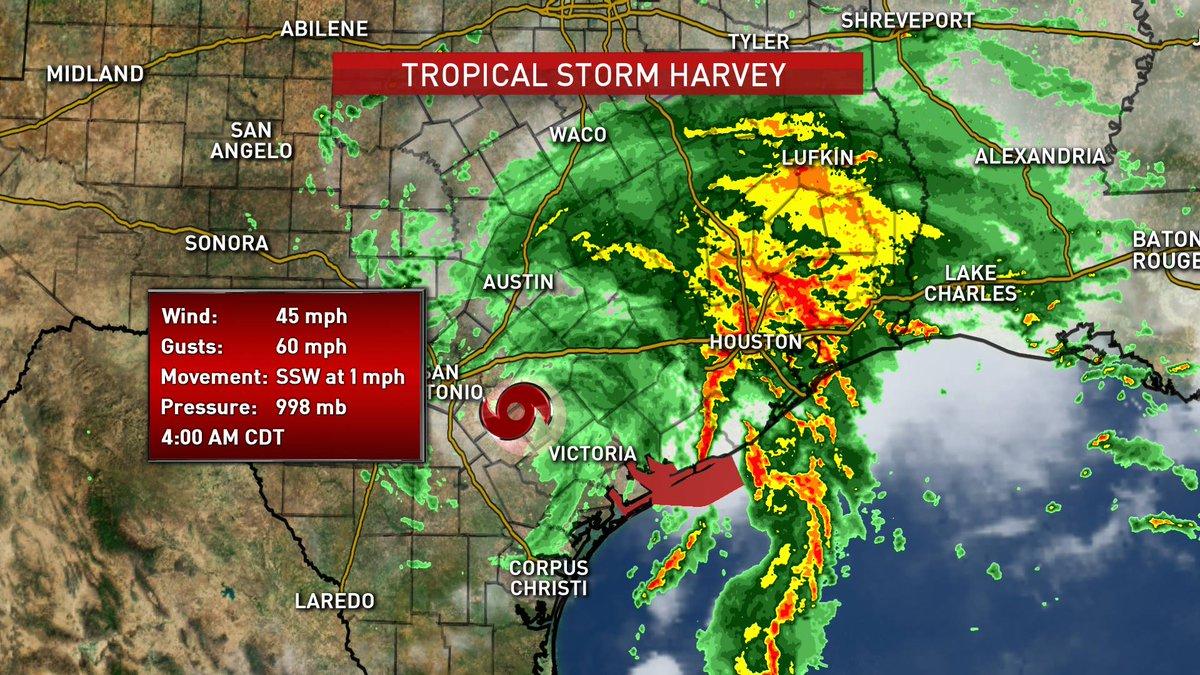 SHREVEPORT
ABILENE
TYLER
MIDLAND
TROPICAL STORM HARVEY
SAN
ANGELO
WACO
LUFKIN
ALEXANDRIA
SONORA
BATON
ROUGE
AUSTIN
LAKE
CHARLES
Wind: 45 mph
Gusts: 60 mph
Movement: SSW at 1 mph
Pressure: 998 mb
4:00 AM CDT
HOUSTON
AN
TONIO
VICTORIA
CORPUS
CHRISTI
LAREDO